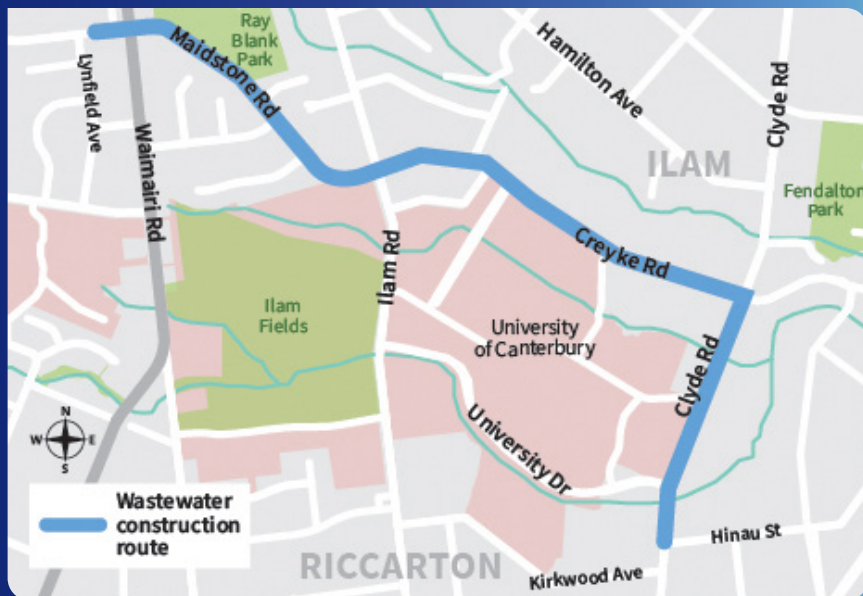 Ray
Blank
Park
Maidstone Rd
Lynfield Ave
Waimairi Rd
Hamilton Ave
Clyde Rd
ILAM
Fendalton
Park
Ilam Rd
Creyke Rd
Ilam
Fields
University
of Canterbury
Clyde Rd
University Dr
N
W
E
S
Wastewater
construction
route
RICCARTON
Hinau St
Kirkwood Ave